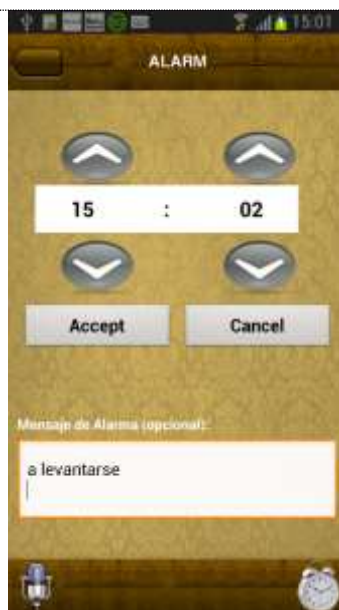 15:01
ALARM
15 : 02
Accept Cancel
Mensaje de Alarma (opcional):
a levantarse